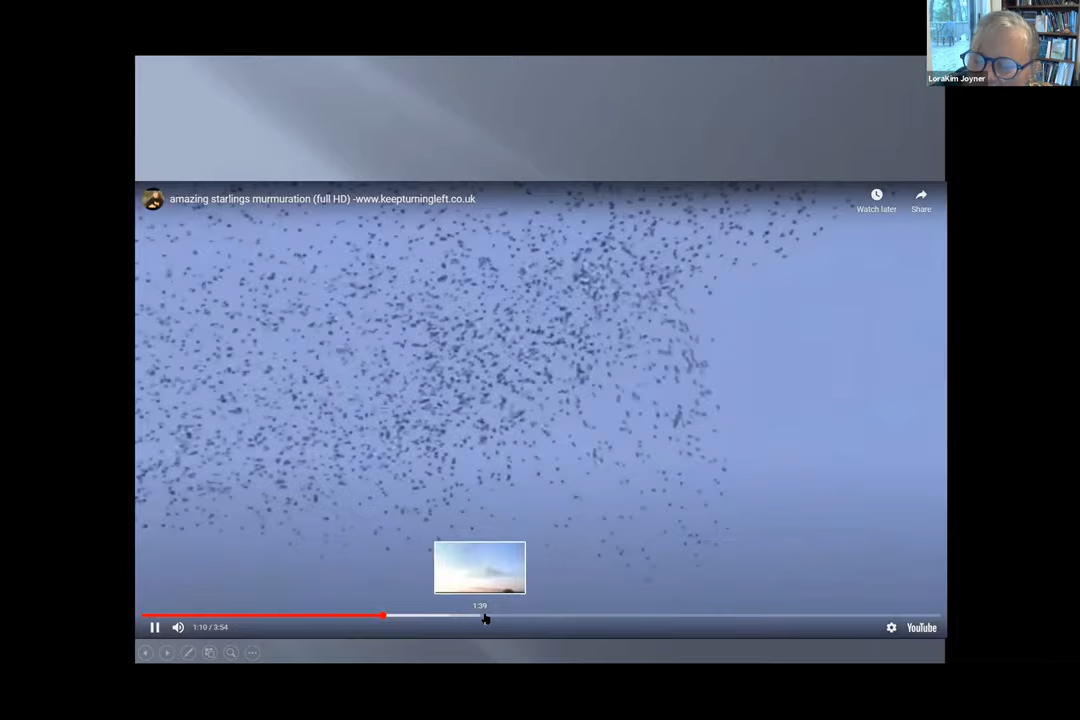 LoraKim Joyner
amazing starlings murmuration (full HD) -www.keepturningleft.co.uk
Watch later
Share
1:39
1:10 / 3:54
YouTube